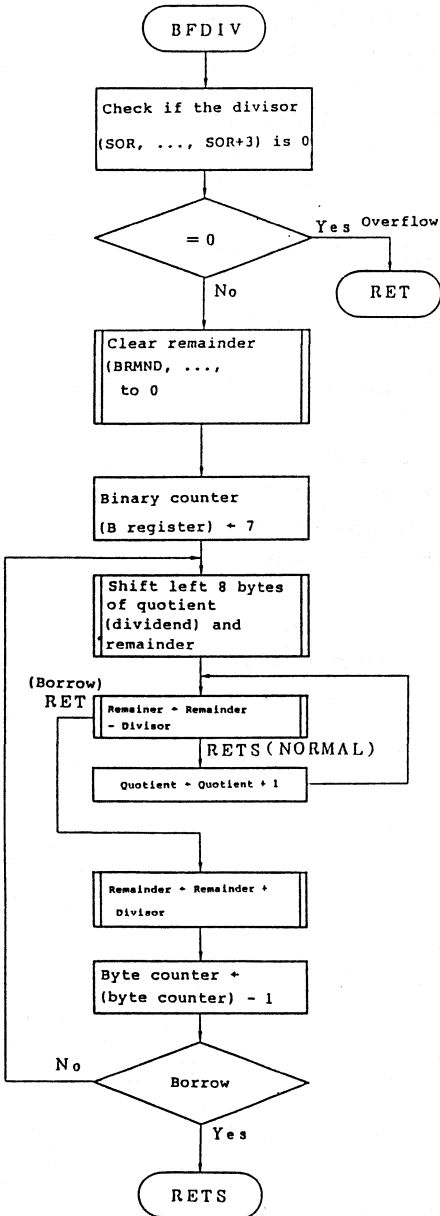 BFDIV
Check if the divisor
(SOR, ..., SOR+3) is 0
= 0
Yes Overflow
RET
No
Clear remainder
(BRMND, ...,
to 0
Binary counter
(B register) ← 7
Shift left 8 bytes
of quotient
(dividend) and
remainder
(Borrow)
RET
Remainer ← Remainder
- Divisor
RETS (NORMAL)
Quotient ← Quotient + 1
Remainder ← Remainder +
Divisor
Byte counter ←
(byte counter) - 1
No
Borrow
Yes
RETS